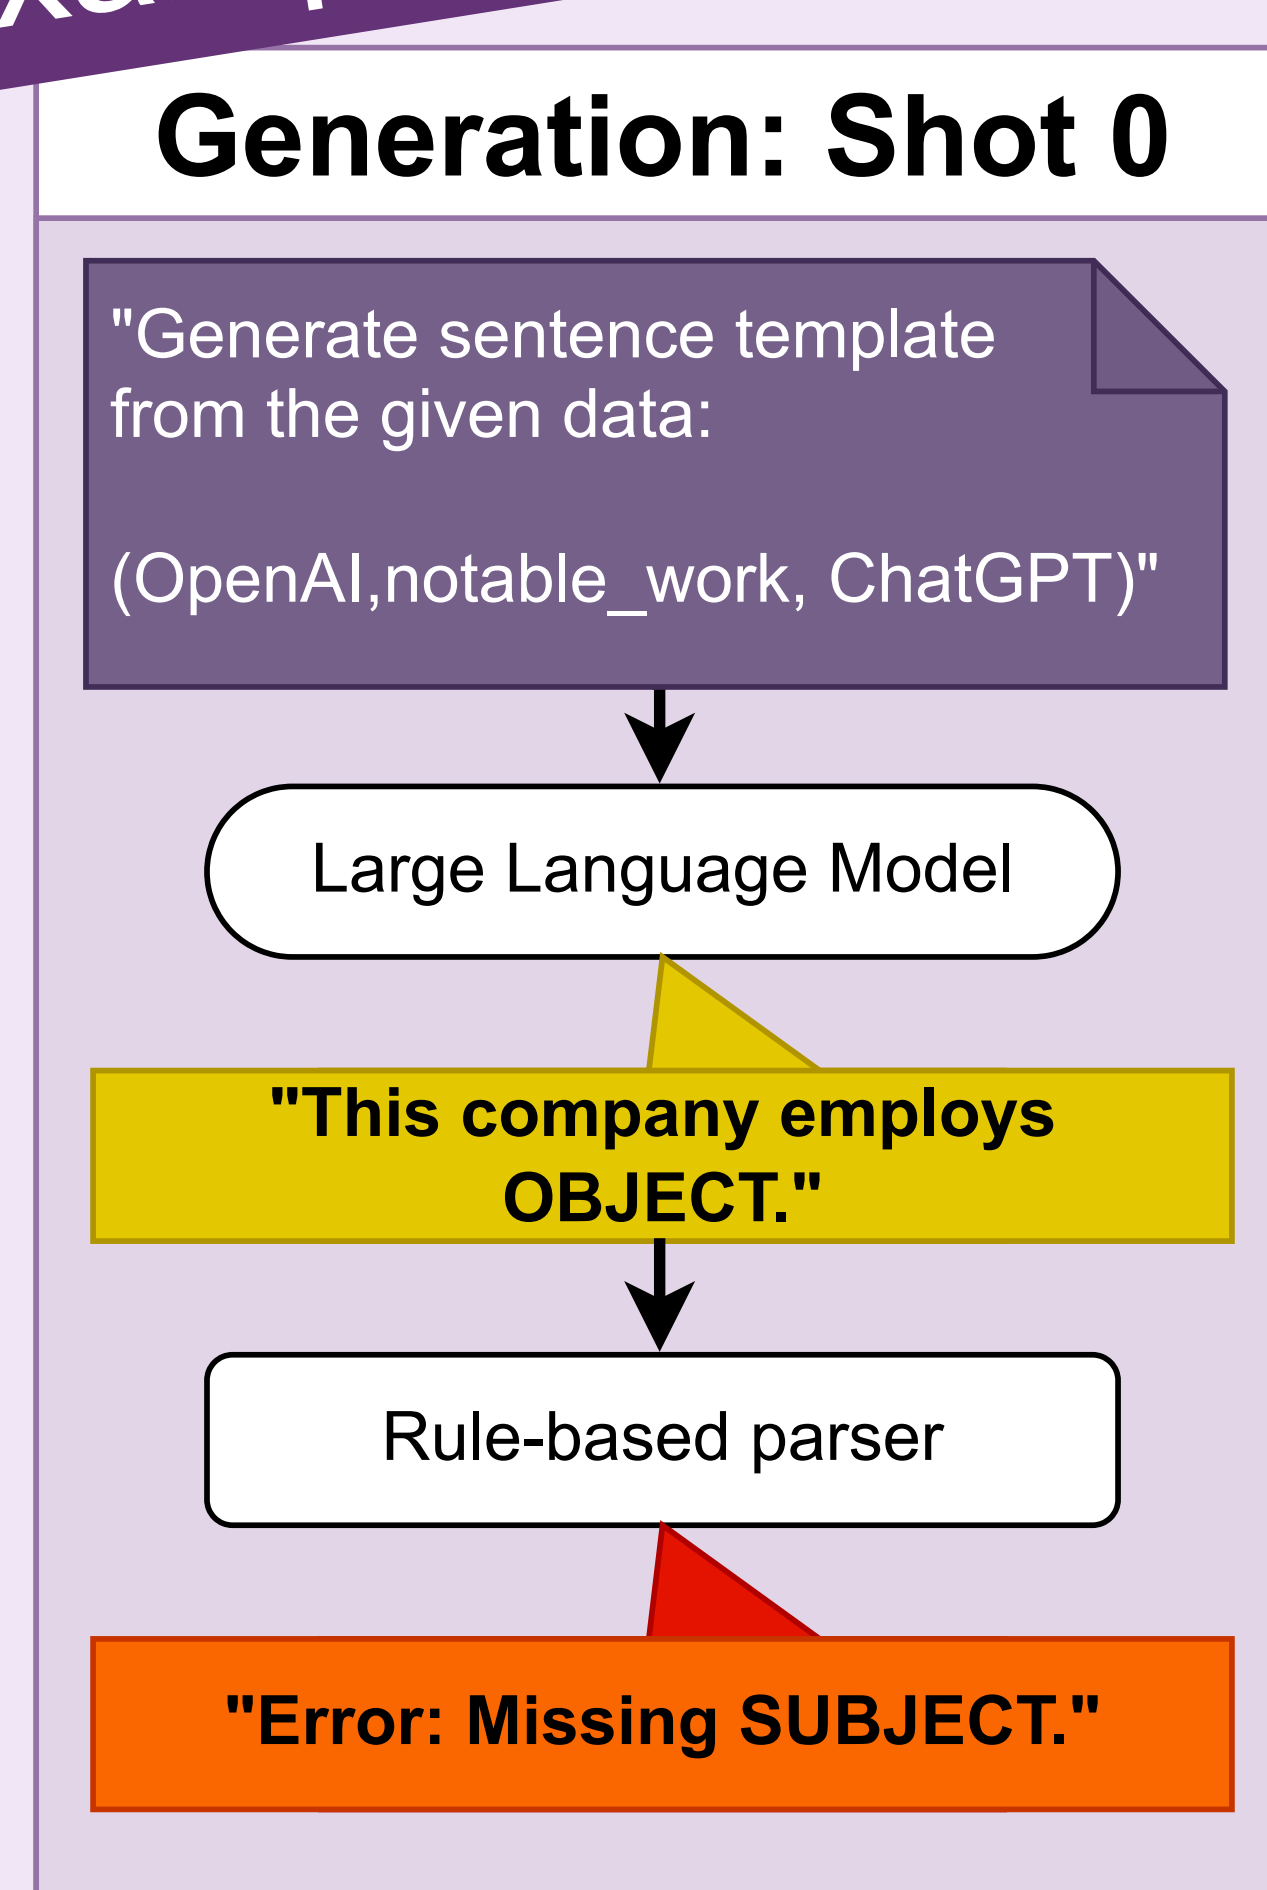 Generation: Shot 0
"Generate sentence template
from the given data:
(OpenAI,notable_work, ChatGPT)"
Large Language Model
"This company employs
OBJECT."
Rule-based parser
"Error: Missing SUBJECT."